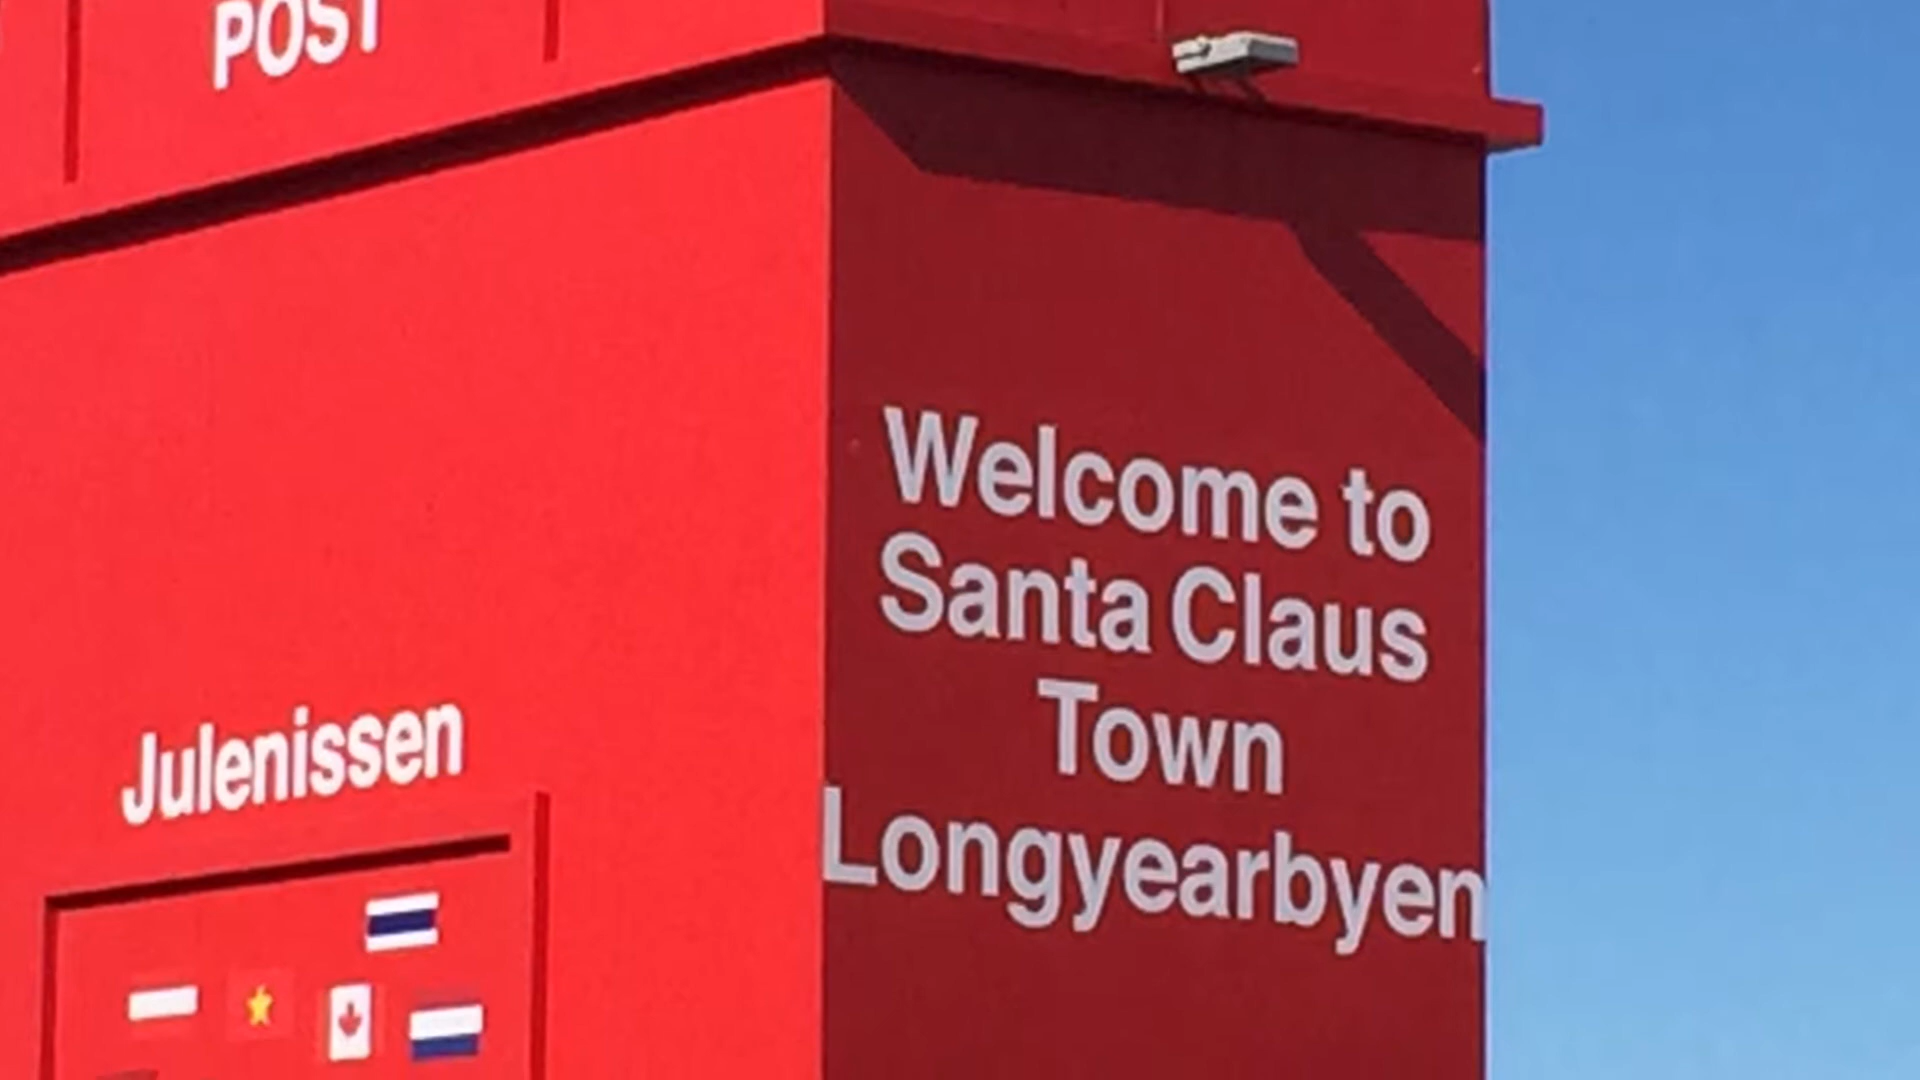 POST
Julenissen
Welcome to
Santa Claus
Town
Longyearbyen